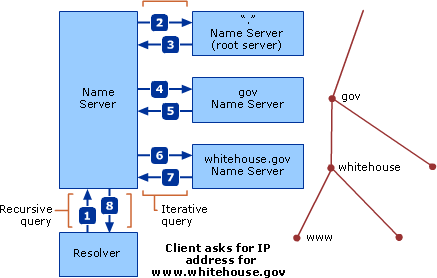 “.”
Name Server
(root server)
2
3
Name
Server
4
5
gov
Name Server
6
7
whitehouse.gov
Name Server
Recursive
query
1
8
Iterative
query
Resolver
Client asks for IP
address for
www.whitehouse.gov
gov
whitehouse
www